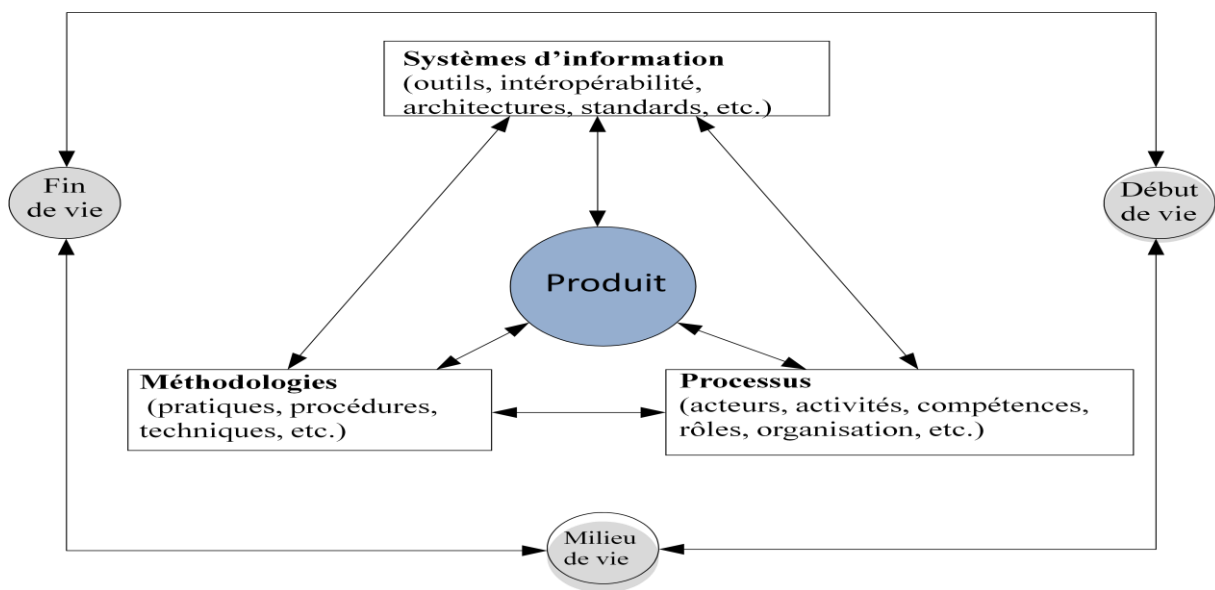 Systèmes d’information
(outils, intéropérabilité,
architectures, standards, etc.)
Fin
de vie
Début
de vie
Produit
Méthodologies
(pratiques, procédures,
techniques, etc.)
Processus
(acteurs, activités, compétences,
rôles, organisation, etc.)
Milieu
de vie